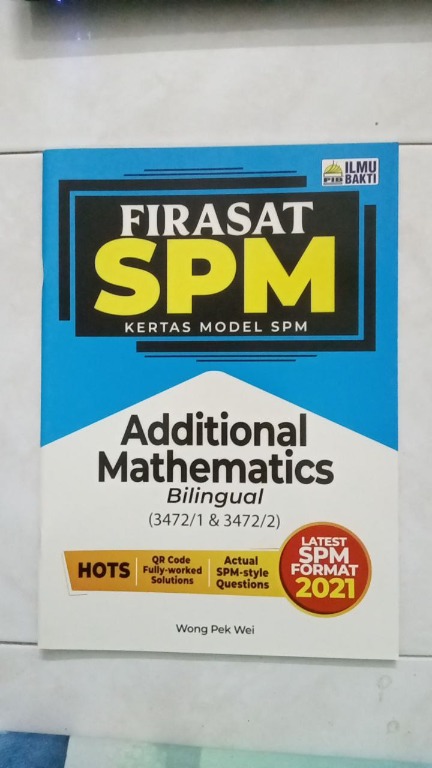 FIB
ILMU
BAKTI
FIRASAT
SPM
KERTAS MODEL SPM
Additional
Mathematics
Bilingual
(3472/1 & 3472/2)
HOTS
QR Code
Fully-worked
Solutions
Actual
SPM-style
Questions
LATEST
SPM
FORMAT
2021
Wong Pek Wei